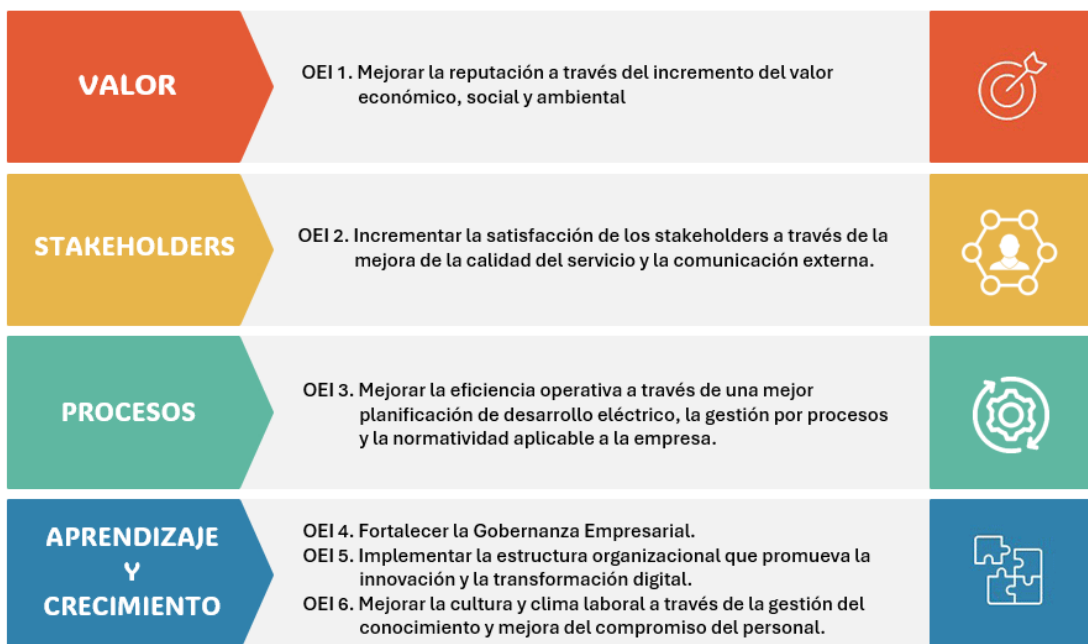 VALOR
OEI 1. Mejorar la reputación a través del incremento del valor
económico, social y ambiental
STAKEHOLDERS
OEI 2. Incrementar la satisfacción de los stakeholders a través de la
mejora de la calidad del servicio y la comunicación externa.
PROCESOS
OEI 3. Mejorar la eficiencia operativa a través de una mejor
planificación de desarrollo eléctrico, la gestión por procesos
y la normatividad aplicable a la empresa.
APRENDIZAJE
Y
CRECIMIENTO
OEI 4. Fortalecer la Gobernanza Empresarial.
OEI 5. Implementar la estructura organizacional que promueva la
innovación y la transformación digital.
OEI 6. Mejorar la cultura y clima laboral a través de la gestión del
conocimiento y mejora del compromiso del personal.